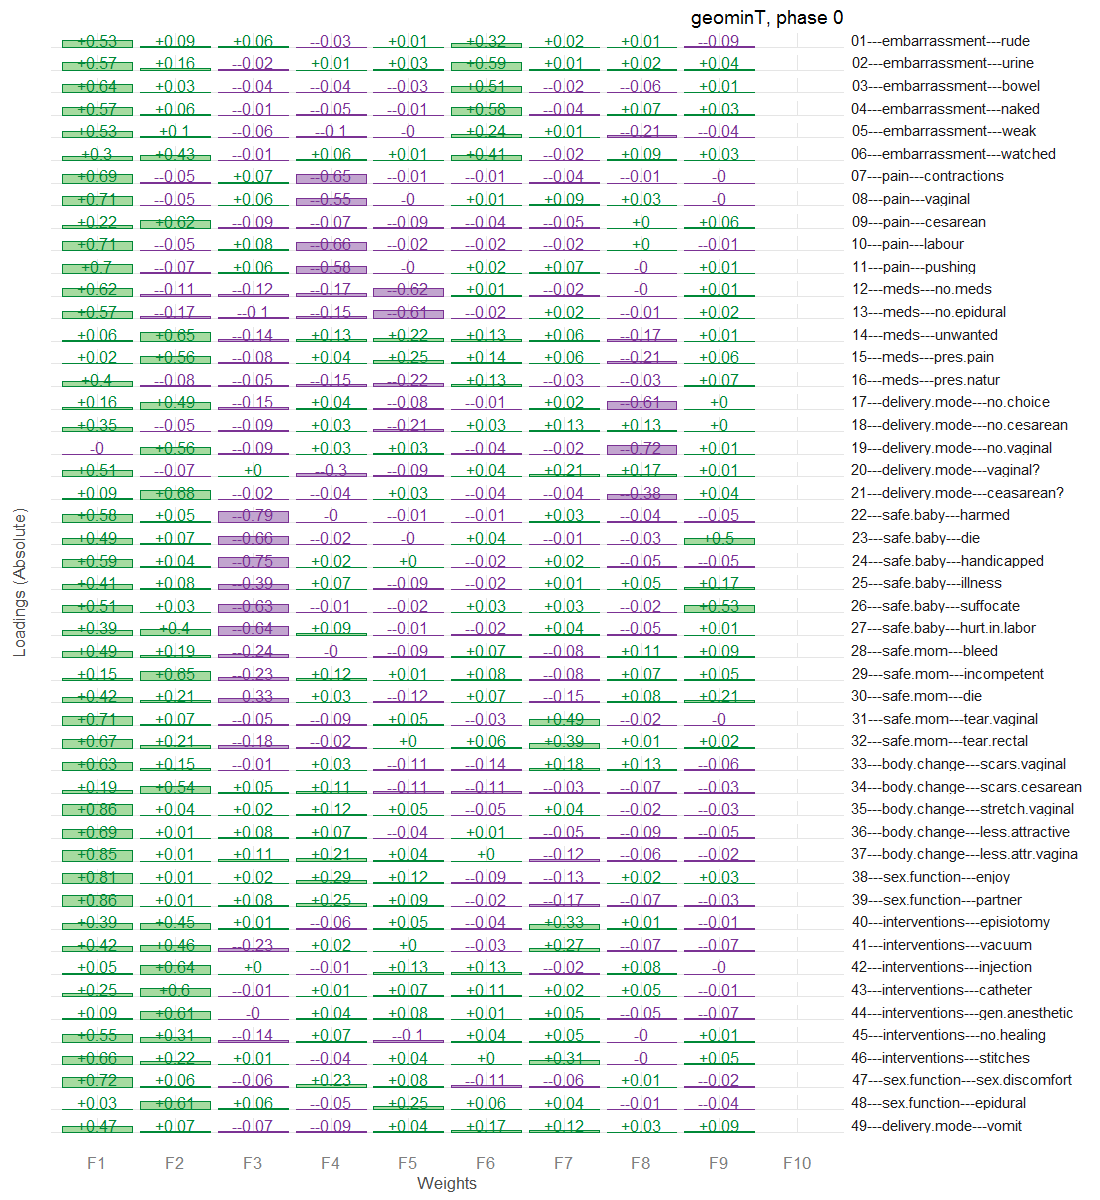 geominT, phase 0
+0.53 +0.09 +0.06 --0.03 +0.01 +0.32 +0.02 +0.01 --0.09 01---embarrassment---rude
+0.57 +0.16 --0.02 +0.01 +0.03 +0.59 +0.01 +0.02 +0.04 02---embarrassment---urine
+0.64 +0.03 --0.04 --0.04 --0.03 +0.51 --0.02 --0.06 +0.01 03---embarrassment---bowel
+0.57 +0.06 --0.01 --0.05 --0.01 +0.58 --0.04 +0.07 +0.03 04---embarrassment---naked
+0.53 +0.1 --0.06 --0.1 -0 +0.24 +0.01 --0.21 --0.04 05---embarrassment---weak
+0.3 +0.43 --0.01 +0.06 +0.01 +0.41 --0.02 +0.09 +0.03 06---embarrassment---watched
+0.69 --0.05 +0.07 --0.65 --0.01 --0.01 --0.04 --0.01 -0 07---pain---contractions
+0.71 --0.05 +0.06 --0.55 -0 +0.01 +0.09 +0.03 -0 08---pain---vaginal
+0.22 +0.62 --0.09 --0.07 --0.09 --0.04 --0.05 +0 +0.06 09---pain---cesarean
+0.71 --0.05 +0.08 --0.66 --0.02 --0.02 --0.02 +0 --0.01 10---pain---labour
+0.7 --0.07 +0.06 --0.58 -0 +0.02 +0.07 -0 +0.01 11---pain---pushing
+0.62 --0.11 --0.12 --0.17 --0.62 +0.01 --0.02 -0 +0.01 12---meds---no.meds
+0.57 --0.17 --0.1 --0.15 --0.61 --0.02 +0.02 --0.01 +0.02 13---meds---no.epidural
+0.06 +0.65 --0.14 +0.13 +0.22 +0.13 +0.06 --0.17 +0.01 14---meds---unwanted
+0.02 +0.56 --0.08 +0.04 +0.25 +0.14 +0.06 --0.21 +0.06 15---meds---pres.pain
+0.4 --0.08 --0.05 --0.15 --0.22 +0.13 --0.03 --0.03 +0.07 16---meds---pres.natur
+0.16 +0.49 --0.15 +0.04 --0.08 --0.01 +0.02 --0.61 +0 17---delivery.mode---no.choice
+0.35 --0.05 --0.09 +0.03 --0.21 +0.03 +0.13 +0.13 +0 18---delivery.mode---no.cesarean
-0 +0.56 --0.09 +0.03 +0.03 --0.04 --0.02 --0.72 +0.01 19---delivery.mode---no.vaginal
+0.51 --0.07 +0 --0.3 --0.09 +0.04 +0.21 +0.17 +0.01 20---delivery.mode---vaginal?
+0.09 +0.68 --0.02 --0.04 +0.03 --0.04 --0.04 --0.38 +0.04 21---delivery.mode---ceasarean?
+0.58 +0.05 --0.79 -0 --0.01 --0.01 +0.03 --0.04 --0.05 22---safe.baby---harmed
+0.49 +0.07 --0.66 --0.02 -0 +0.04 --0.01 --0.03 +0.5 23---safe.baby---die
+0.59 +0.04 --0.75 +0.02 +0 --0.02 --0.02 --0.05 --0.05 24---safe.baby---handicapped
+0.41 +0.08 --0.39 +0.07 --0.09 --0.02 +0.01 +0.05 +0.17 25---safe.baby---illness
+0.51 +0.03 --0.63 --0.01 --0.02 +0.03 +0.03 --0.02 +0.53 26---safe.baby---suffocate
+0.39 +0.4 --0.64 +0.09 --0.01 --0.02 +0.04 --0.05 +0.01 27---safe.baby---hurt.in.labor
+0.49 +0.19 --0.24 -0 --0.09 +0.07 --0.08 +0.11 +0.09 28---safe.mom---bleed
+0.15 +0.65 --0.23 +0.12 +0.01 +0.08 --0.08 +0.07 +0.05 29---safe.mom---incompetent
+0.42 +0.21 --0.33 +0.03 --0.12 +0.07 --0.15 +0.08 +0.21 30---safe.mom---die
+0.71 +0.07 --0.05 --0.09 +0.05 --0.03 +0.49 --0.02 -0 31---safe.mom---tear.vaginal
+0.67 +0.21 --0.18 --0.02 +0 +0.06 +0.39 +0.01 +0.02 32---safe.mom---tear.rectal
+0.63 +0.15 --0.01 +0.03 --0.11 --0.14 +0.18 +0.13 --0.06 33---body.change---scars.vaginal
+0.19 +0.54 +0.05 +0.11 --0.11 --0.11 --0.03 --0.07 --0.03 34---body.change---scars.cesarean
+0.86 +0.04 +0.02 +0.12 +0.05 --0.05 +0.04 --0.02 --0.03 35---body.change---stretch.vaginal
+0.69 +0.01 +0.08 +0.07 --0.04 +0.01 --0.05 --0.09 --0.05 36---body.change---less.attractive
+0.85 +0.01 +0.11 +0.21 +0.04 +0 --0.12 --0.06 --0.02 37---body.change---less.attr.vagina
+0.81 +0.01 +0.02 +0.29 +0.12 --0.09 --0.13 +0.02 +0.03 38---sex.function---enjoy
+0.86 +0.01 +0.08 +0.25 +0.09 --0.02 --0.17 --0.07 --0.03 39---sex.function---partner
+0.39 +0.45 +0.01 --0.06 +0.05 --0.04 +0.33 +0.01 --0.01 40---interventions---episiotomy
+0.42 +0.46 --0.23 +0.02 +0 --0.03 +0.27 --0.07 --0.07 41---interventions---vacuum
+0.05 +0.64 +0 --0.01 +0.13 +0.13 --0.02 +0.08 -0 42---interventions---injection
+0.25 +0.6 --0.01 +0.01 +0.07 +0.11 +0.02 +0.05 --0.01 43---interventions---catheter
+0.09 +0.61 -0 +0.04 +0.08 +0.01 +0.05 --0.05 --0.07 44---interventions---gen.anesthetic
+0.55 +0.31 --0.14 +0.07 --0.1 +0.04 +0.05 -0 +0.01 45---interventions---no.healing
+0.66 +0.22 +0.01 --0.04 +0.04 +0 +0.31 -0 +0.05 46---interventions---stitches
+0.72 +0.06 --0.06 +0.23 +0.08 --0.11 --0.06 +0.01 --0.02 47---sex.function---sex.discomfort
+0.03 +0.61 +0.06 --0.05 +0.25 +0.06 +0.04 --0.01 --0.04 48---sex.function---epidural
+0.47 +0.07 --0.07 --0.09 +0.04 +0.17 +0.12 +0.03 +0.09 49---delivery.mode---vomit
Loadings (Absolute)
F1 F2 F3 F4 F5 F6 F7 F8 F9 F10
Weights